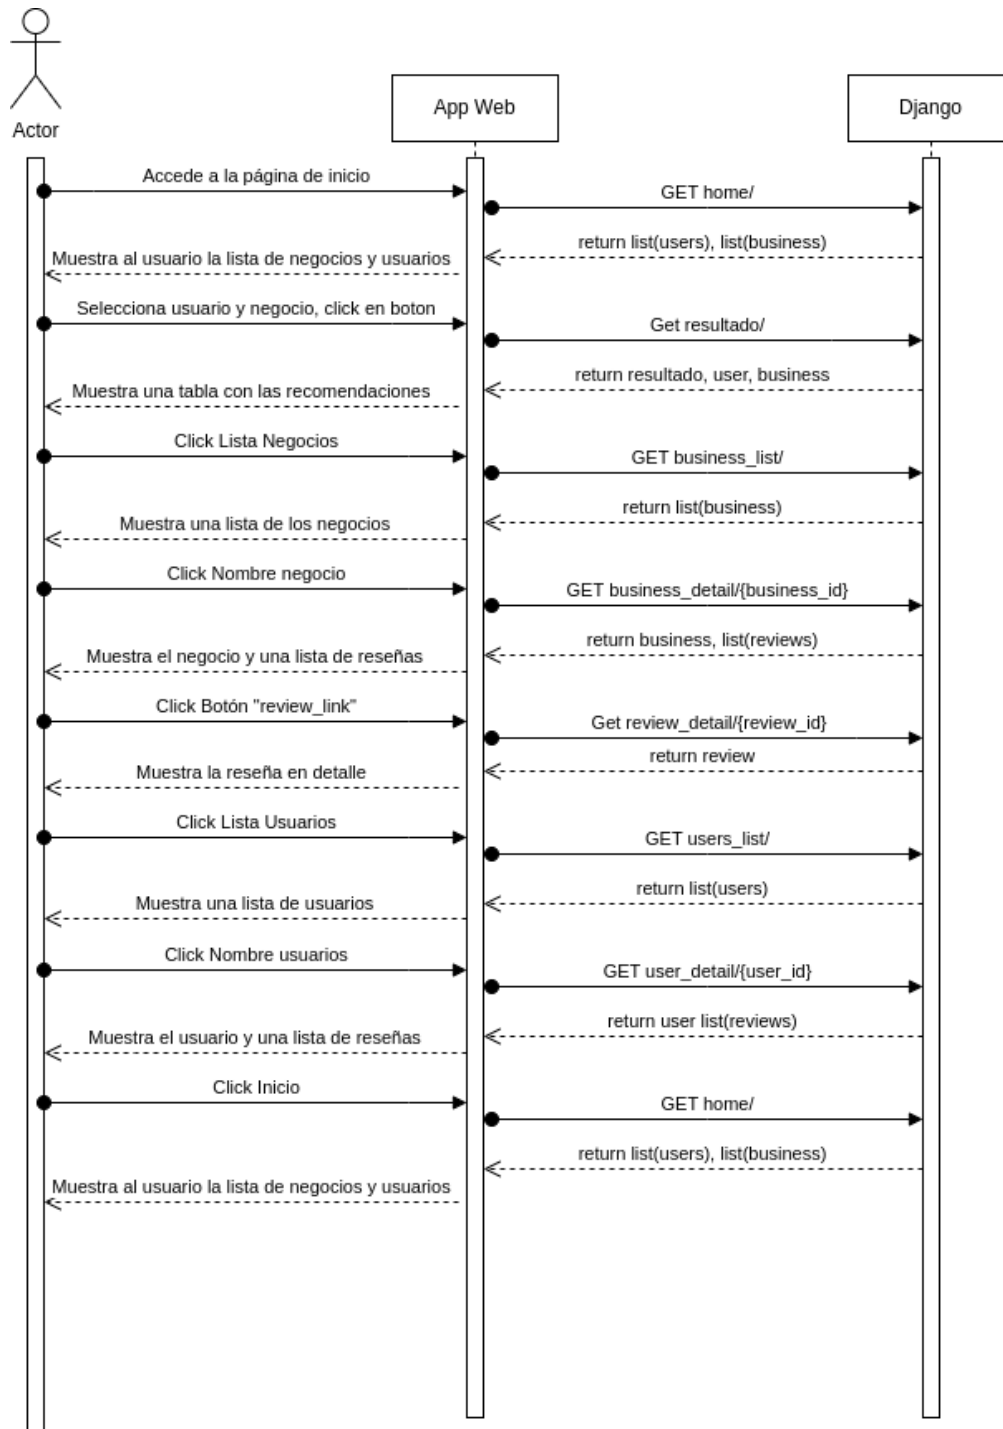 Actor
App Web
Django
Accede a la página de inicio
GET home/
return list(users), list(business)
Muestra al usuario la lista de negocios y usuarios
Selecciona usuario y negocio, click en boton
Get resultado/
return resultado, user, business
Muestra una tabla con las recomendaciones
Click Lista Negocios
GET business_list/
return list(business)
Muestra una lista de los negocios
Click Nombre negocio
GET business_detail/{business_id}
return business, list(reviews)
Muestra el negocio y una lista de reseñas
Click Botón "review_link"
Get review_detail/{review_id}
return review
Muestra la reseña en detalle
Click Lista Usuarios
GET users_list/
return list(users)
Muestra una lista de usuarios
Click Nombre usuarios
GET user_detail/{user_id}
return user list(reviews)
Muestra el usuario y una lista de reseñas
Click Inicio
GET home/
return list(users), list(business)
Muestra al usuario la lista de negocios y usuarios